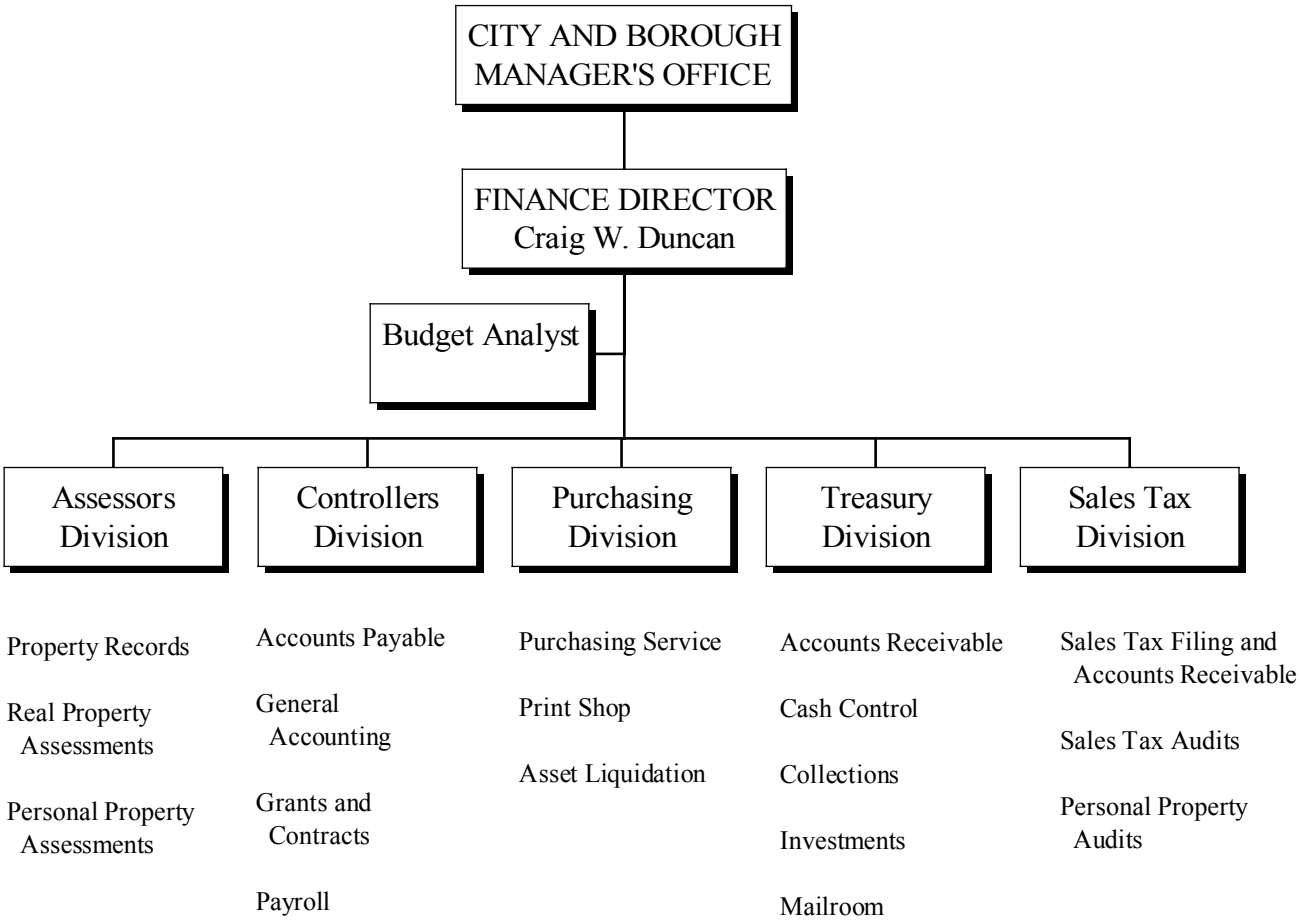 CITY AND BOROUGH
MANAGER'S OFFICE
FINANCE DIRECTOR
Craig W. Duncan
Budget Analyst
Assessors
Division
Controllers
Division
Purchasing
Division
Treasury
Division
Sales Tax
Division
Property Records
Real Property
Assessments
Personal Property
Assessments
Accounts Payable
General
Accounting
Grants and
Contracts
Payroll
Purchasing Service
Print Shop
Asset Liquidation
Accounts Receivable
Cash Control
Collections
Investments
Mailroom
Sales Tax Filing and
Accounts Receivable
Sales Tax Audits
Personal Property
Audits